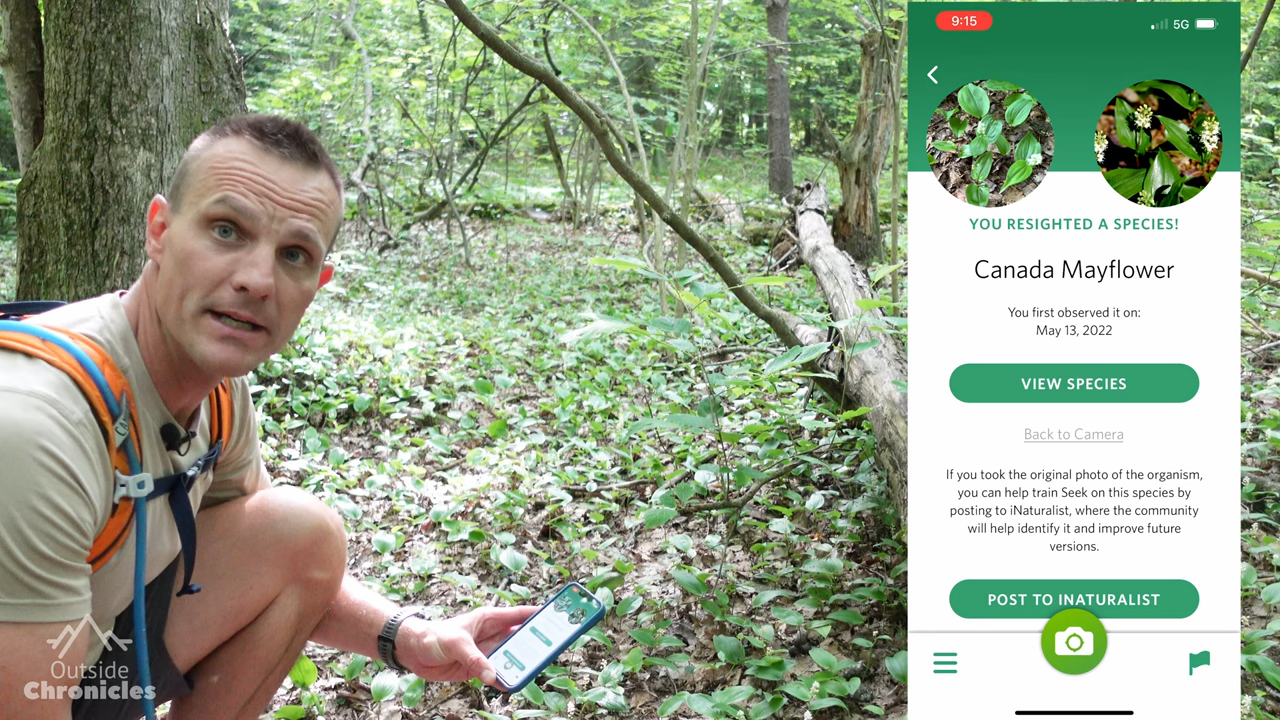 9:15
5G
YOU RESIGHTED A SPECIES!
Canada Mayflower
You first observed it on:
May 13, 2022
VIEW SPECIES
Back to Camera
If you took the original photo of the organism,
you can help train Seek on this species by
posting to iNaturalist, where the community
will help identify it and improve future
versions.
POST TO INATURALIST
Outside
Chronicles